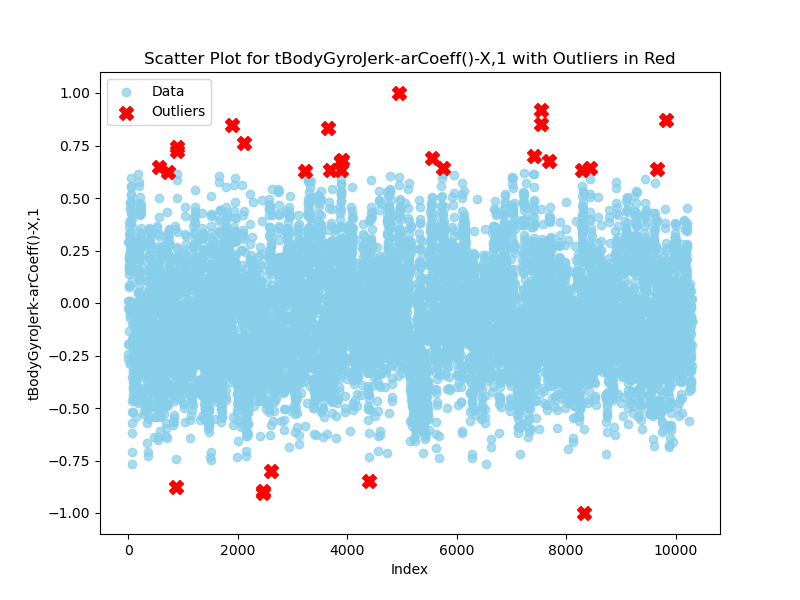 Scatter Plot for tBodyGyroJerk-arCoeff()-X,1 with Outliers in Red
Data
Outliers
1.00
0.75
0.50
0.25
0.00
−0.25
−0.50
−0.75
−1.00
tBodyGyroJerk-arCoeff()-X,1
0 2000 4000 6000 8000 10000
Index